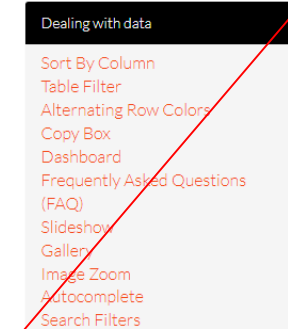 Dealing with data
Sort By Column
Table Filter
Alternating Row Colors
Copy Box
Dashboard
Frequently Asked Questions
(FAQ)
Slideshow
Gallery
Image Zoom
Autocomplete
Search Filters